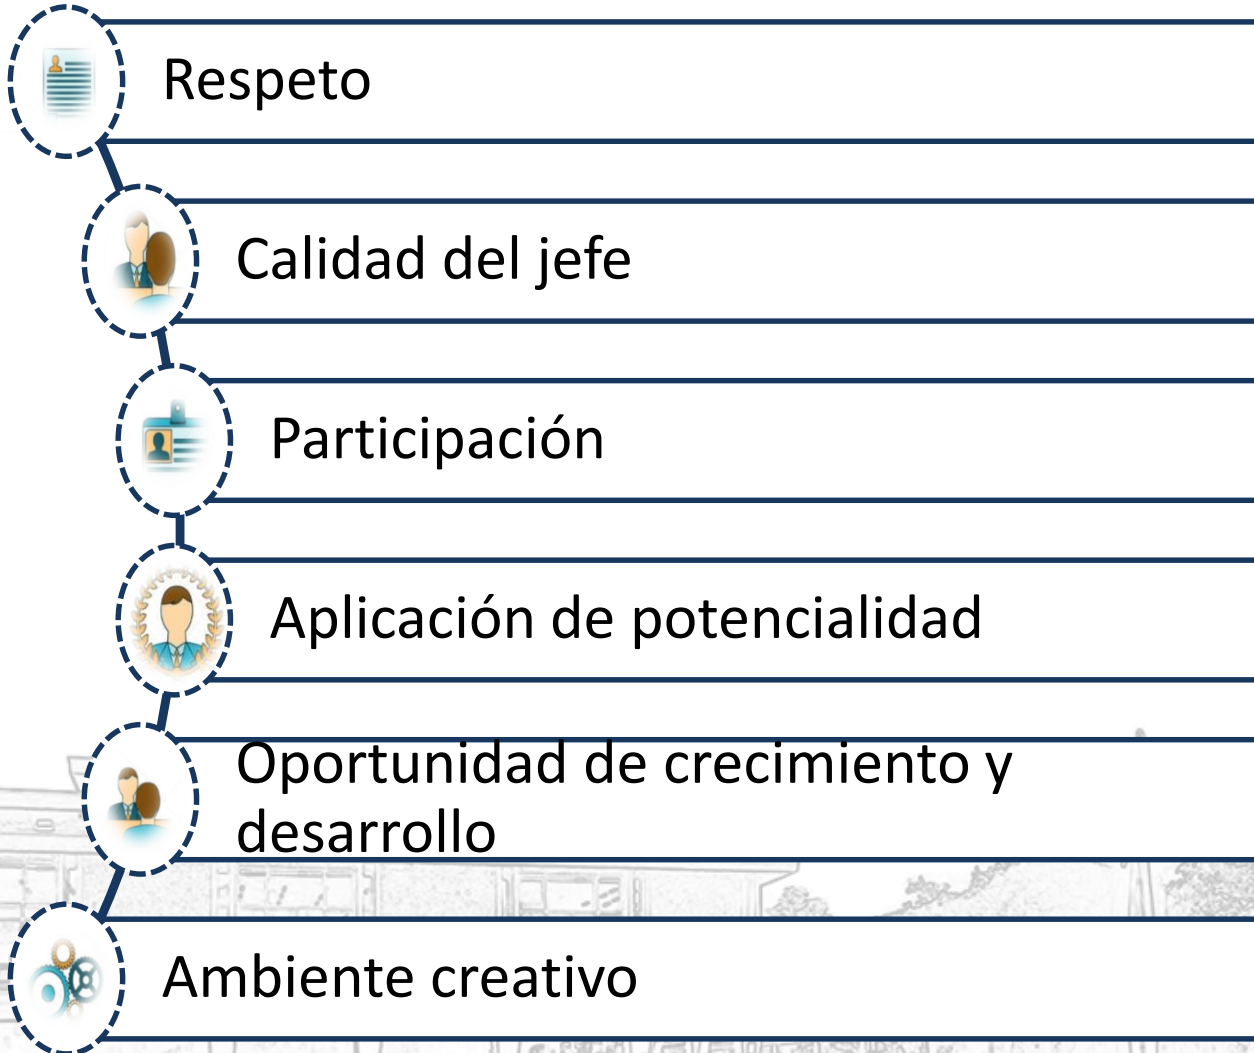 Respeto
Calidad del jefe
Participación
Aplicación de potencialidad
Oportunidad de crecimiento y
desarrollo
Ambiente creativo